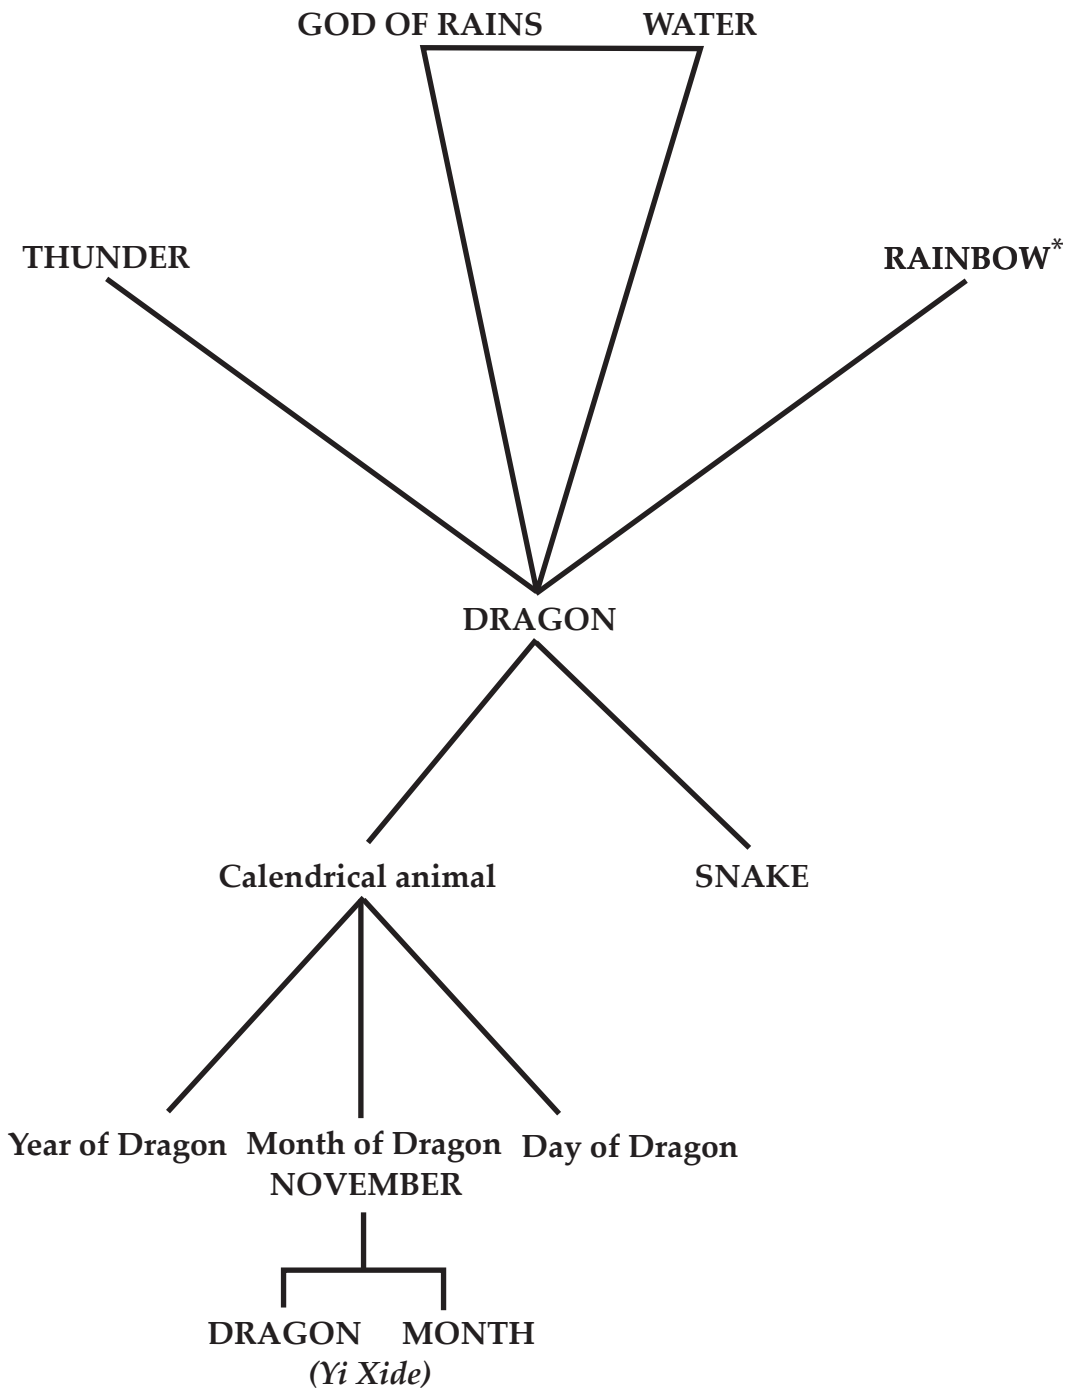 GOD OF RAINS WATER
THUNDER RAINBOW*
DRAGON
Calendrical animal SNAKE
Year of Dragon Month of Dragon Day of Dragon
NOVEMBER
DRAGON MONTH
(Yi Xide)